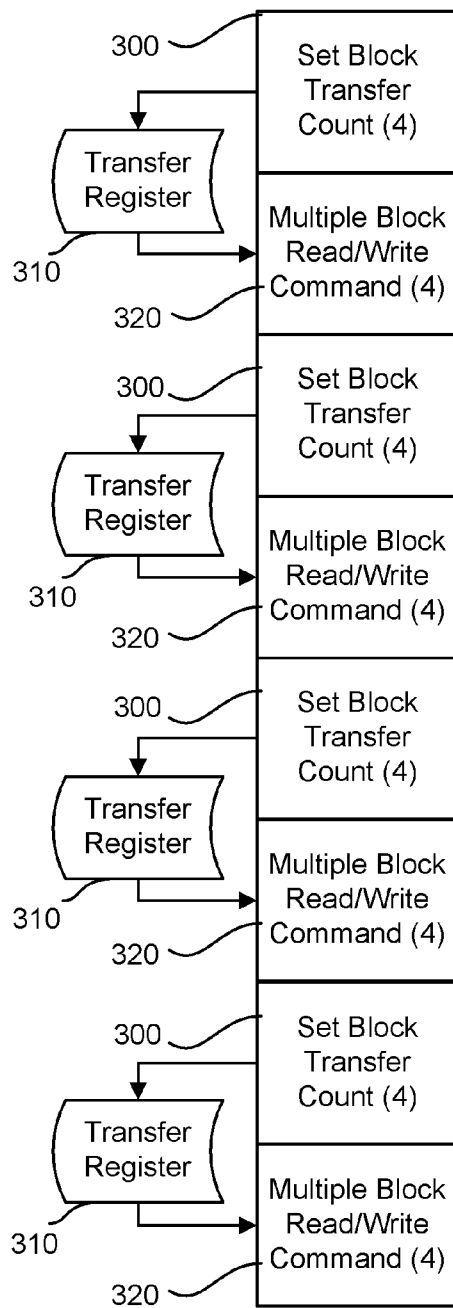 300
Set Block
Transfer
Count (4)
Transfer
Register
310
Multiple Block
Read/Write
Command (4)
320
300
Set Block
Transfer
Count (4)
Transfer
Register
310
Multiple Block
Read/Write
Command (4)
320
300
Set Block
Transfer
Count (4)
Transfer
Register
310
Multiple Block
Read/Write
Command (4)
320
300
Set Block
Transfer
Count (4)
Transfer
Register
310
Multiple Block
Read/Write
Command (4)
320